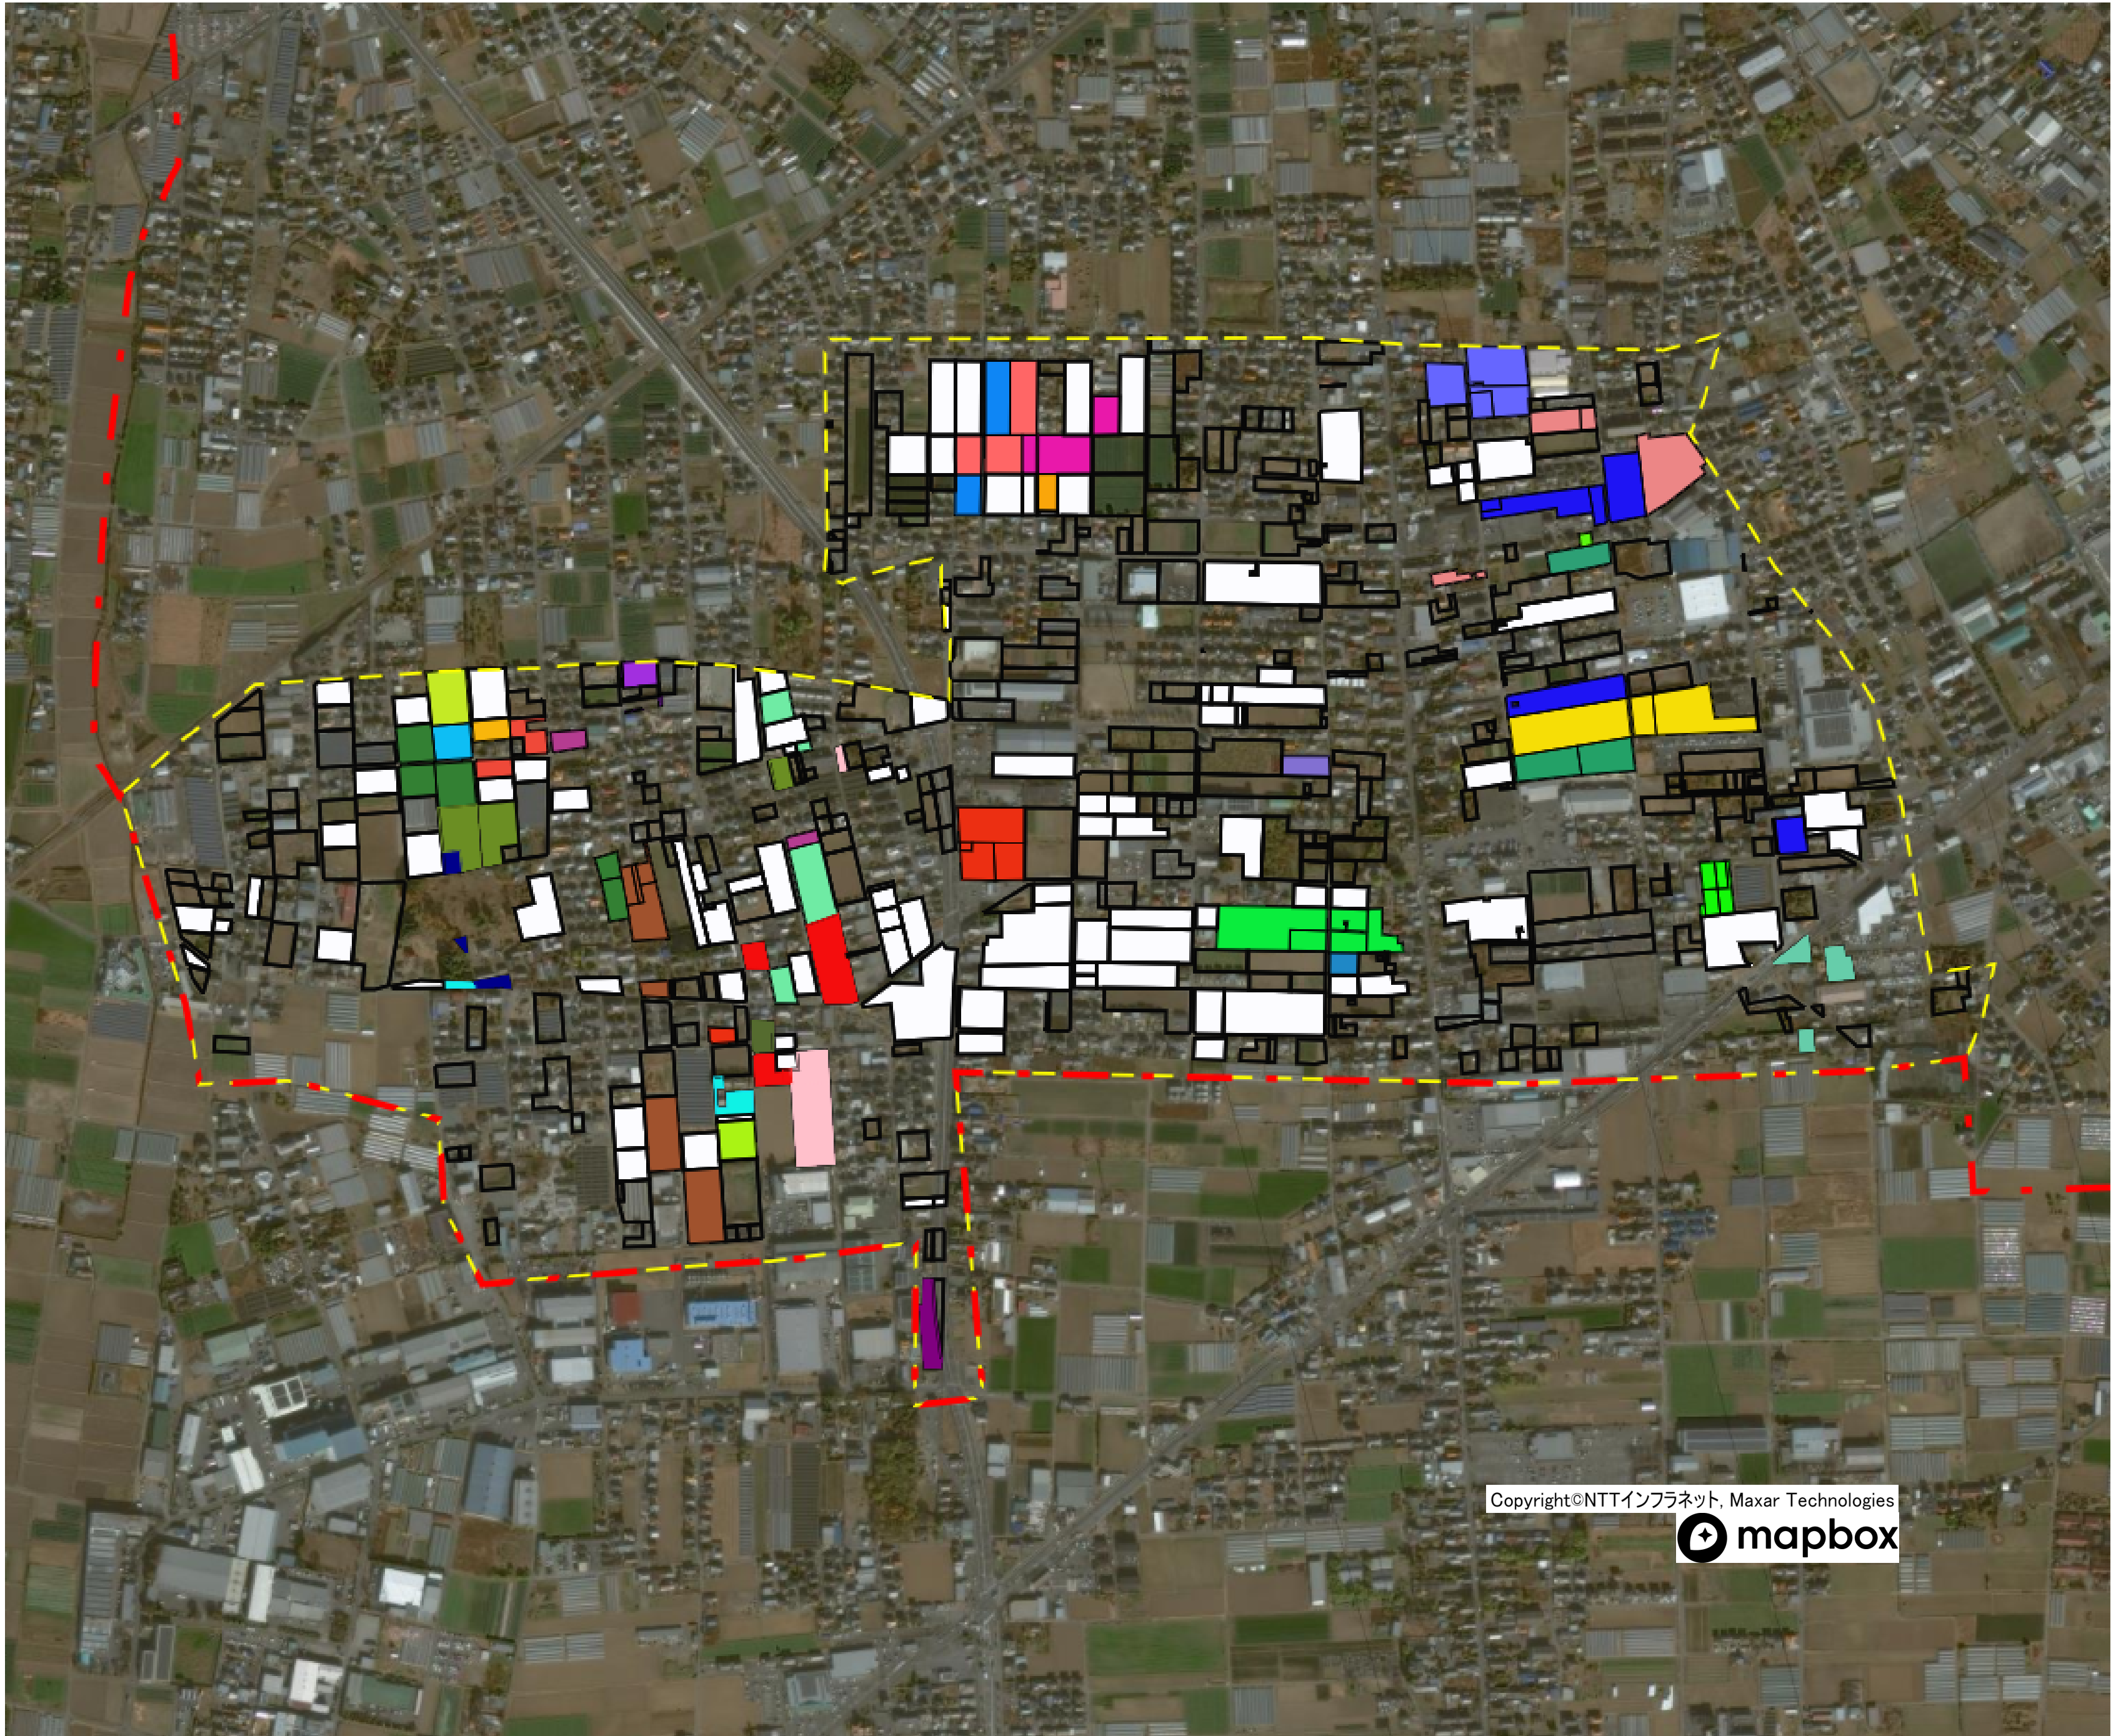 Copyright©NTTインフラネット, Maxar Technologies
mapbox